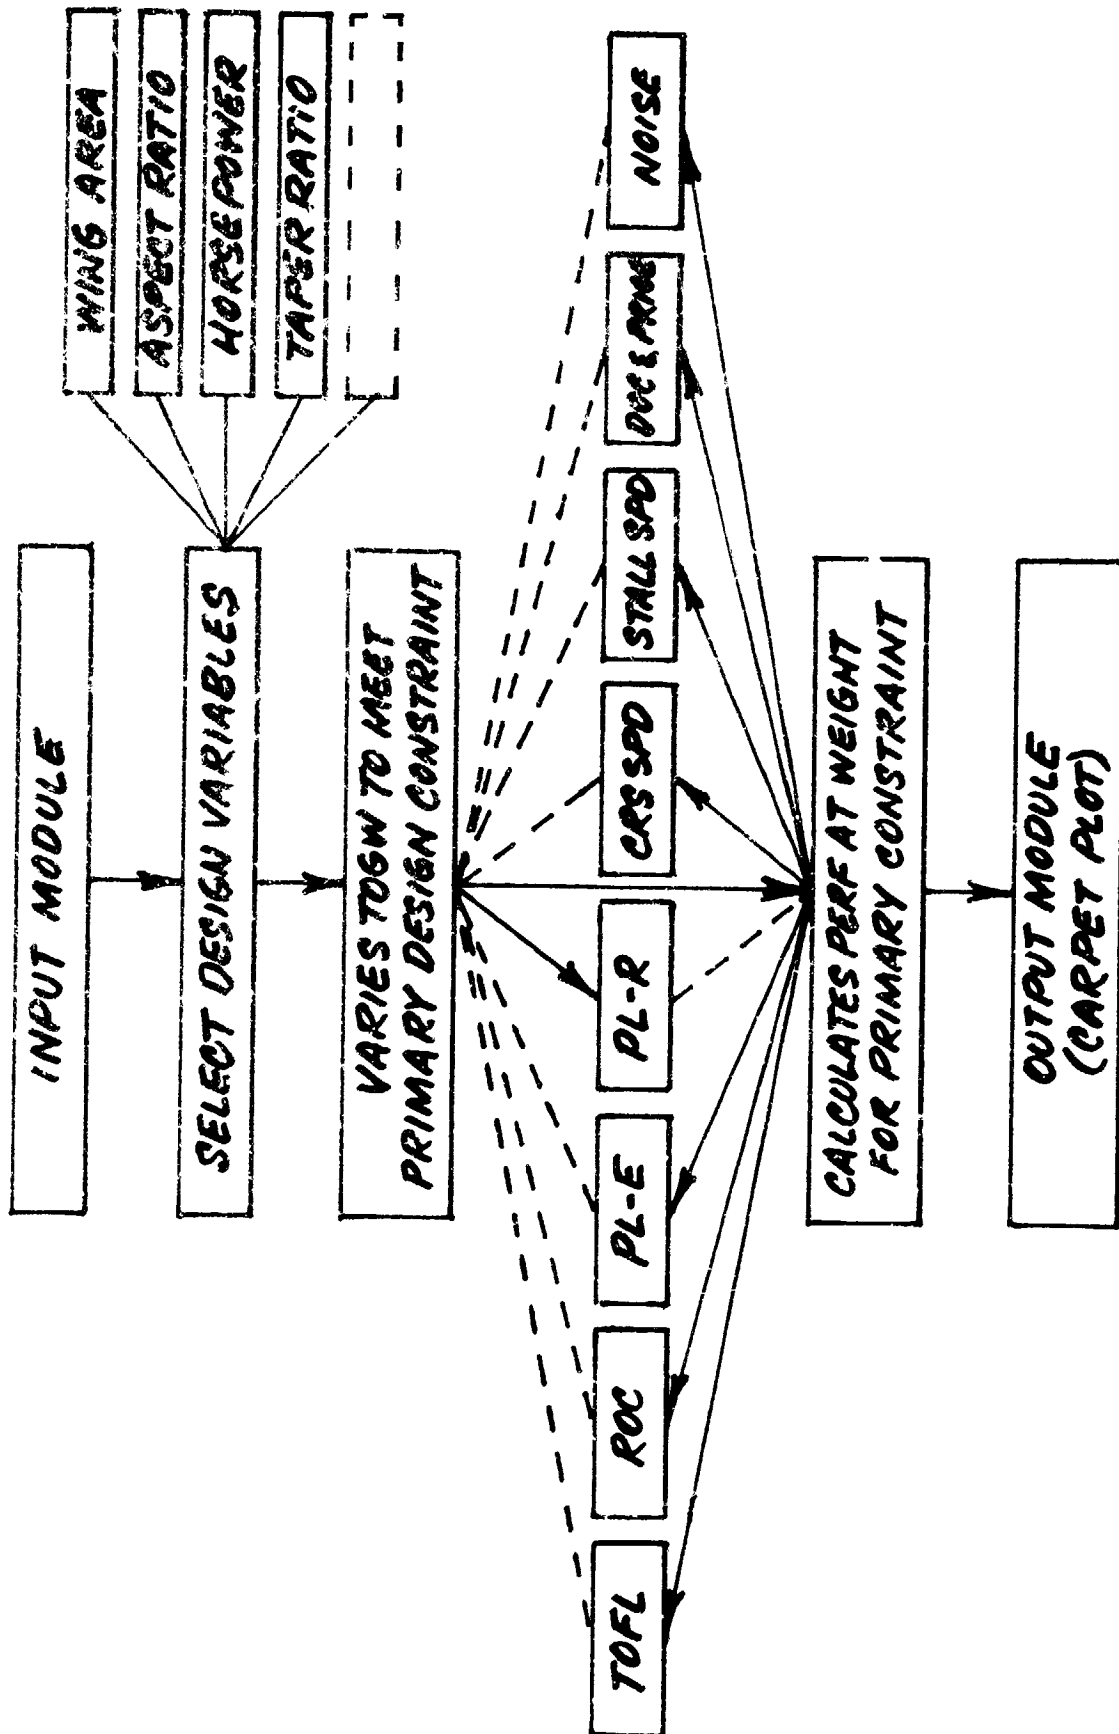 INPUT MODULE
SELECT DESIGN VARIABLES
WING AREA
ASPECT RATIO
HORSEPOWER
TAPER RATIO
VARIES TOGW TO MEET
PRIMARY DESIGN CONSTRAINT
TOFL
ROC
PL-E
PL-R
CRS SPD
STALL SPD
DOC & PRICE
NOISE
CALCULATES PERF AT WEIGHT
FOR PRIMARY CONSTRAINT
OUTPUT MODULE
(CARPET PLOT)